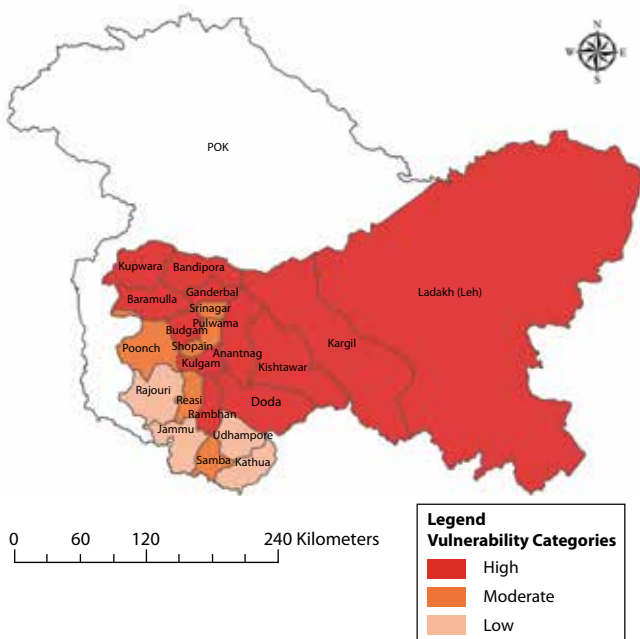 N
W E
S
POK
Kupwara
Bandipora
Ganderbal
Ladakh (Leh)
Baramulla
Srinagar
Pulwama
Budgam
Kargil
Poonch
Shopain
Anantnag
Kulgam
Kishtawar
Rajouri
Reasi
Doda
Rambhan
Jammu
Udhampore
Samba
Kathua
0 60 120 240 Kilometers
Legend
Vulnerability Categories
High
Moderate
Low